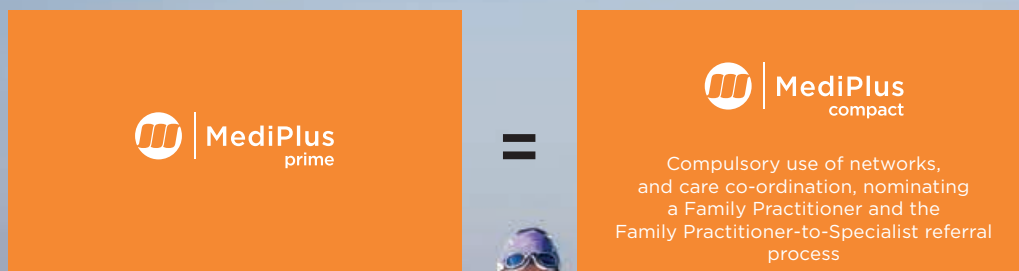 MediPlus
prime
=
MediPlus
compact
Compulsory use of networks,
and care co-ordination, nominating
a Family Practitioner and the
Family Practitioner-to-Specialist referral
process